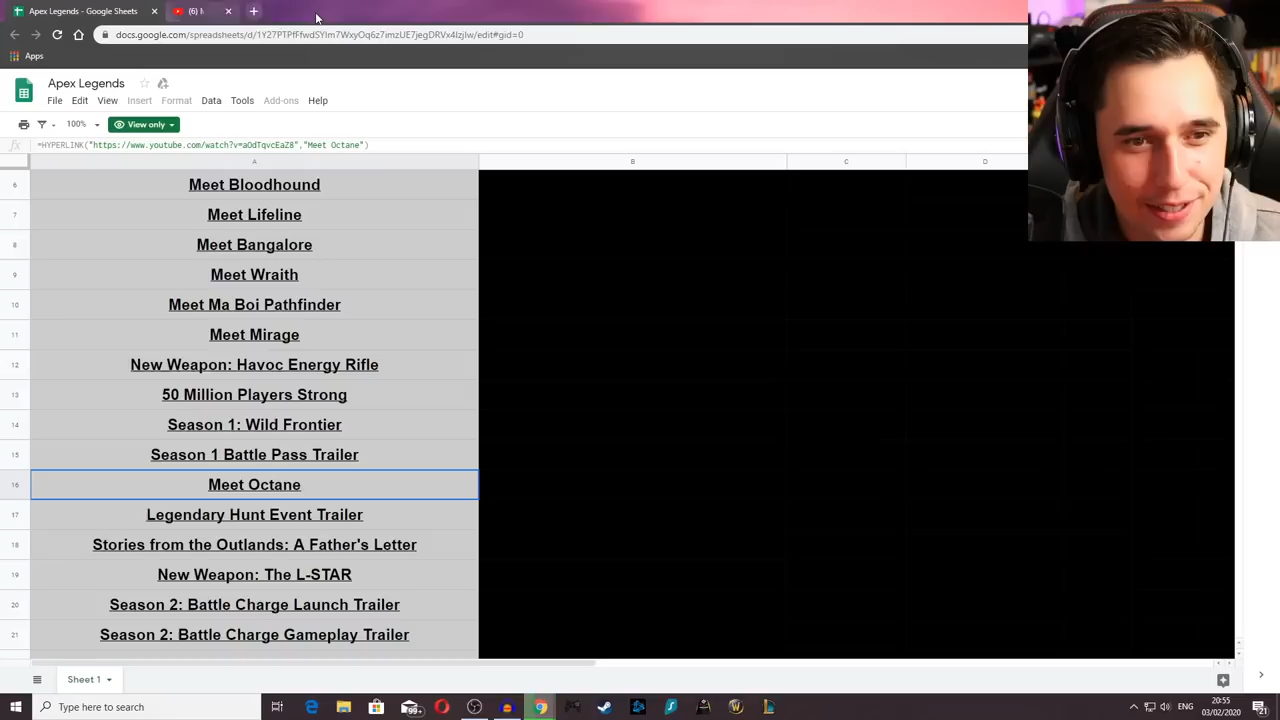 Apex Legends - Google Sheets
(6)
docs.google.com/spreadsheets/d/1Y27PTPfFfwdSYIm7WxyOq6z7imzUE7jegDRVx4Izjlw/edit#gid=0
Apps
Apex Legends
File Edit View Insert Format Data Tools Add-ons Help
100% View only
fx =HYPERLINK("https://www.youtube.com/watch?v=aOdTqvcEaZ8","Meet Octane")
A B C D
6 Meet Bloodhound
7 Meet Lifeline
8 Meet Bangalore
9 Meet Wraith
10 Meet Ma Boi Pathfinder
11 Meet Mirage
12 New Weapon: Havoc Energy Rifle
13 50 Million Players Strong
14 Season 1: Wild Frontier
15 Season 1 Battle Pass Trailer
16 Meet Octane
17 Legendary Hunt Event Trailer
18 Stories from the Outlands: A Father's Letter
19 New Weapon: The L-STAR
20 Season 2: Battle Charge Launch Trailer
21 Season 2: Battle Charge Gameplay Trailer
Sheet 1
Type here to search
99+
20:55
03/02/2020
21